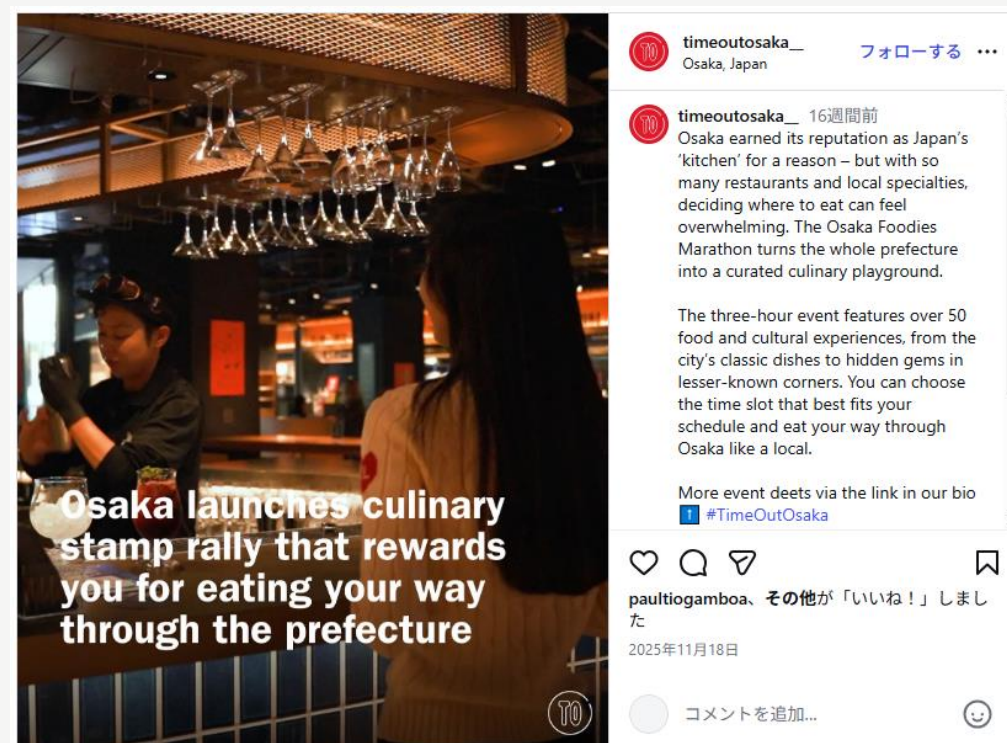 Osaka launches culinary
stamp rally that rewards
you for eating your way
through the prefecture
TO
TO
timeoutosaka__
Osaka, Japan
フォローする
TO
timeoutosaka__ 16週間前
Osaka earned its reputation as Japan’s
‘kitchen’ for a reason – but with so
many restaurants and local specialties,
deciding where to eat can feel
overwhelming. The Osaka Foodies
Marathon turns the whole prefecture
into a curated culinary playground.
The three-hour event features over 50
food and cultural experiences, from the
city’s classic dishes to hidden gems in
lesser-known corners. You can choose
the time slot that best fits your
schedule and eat your way through
Osaka like a local.
More event deets via the link in our bio
⬆️ #TimeOutOsaka
paultiogamboa、その他が「いいね！」しまし
た
2025年11月18日
コメントを追加...